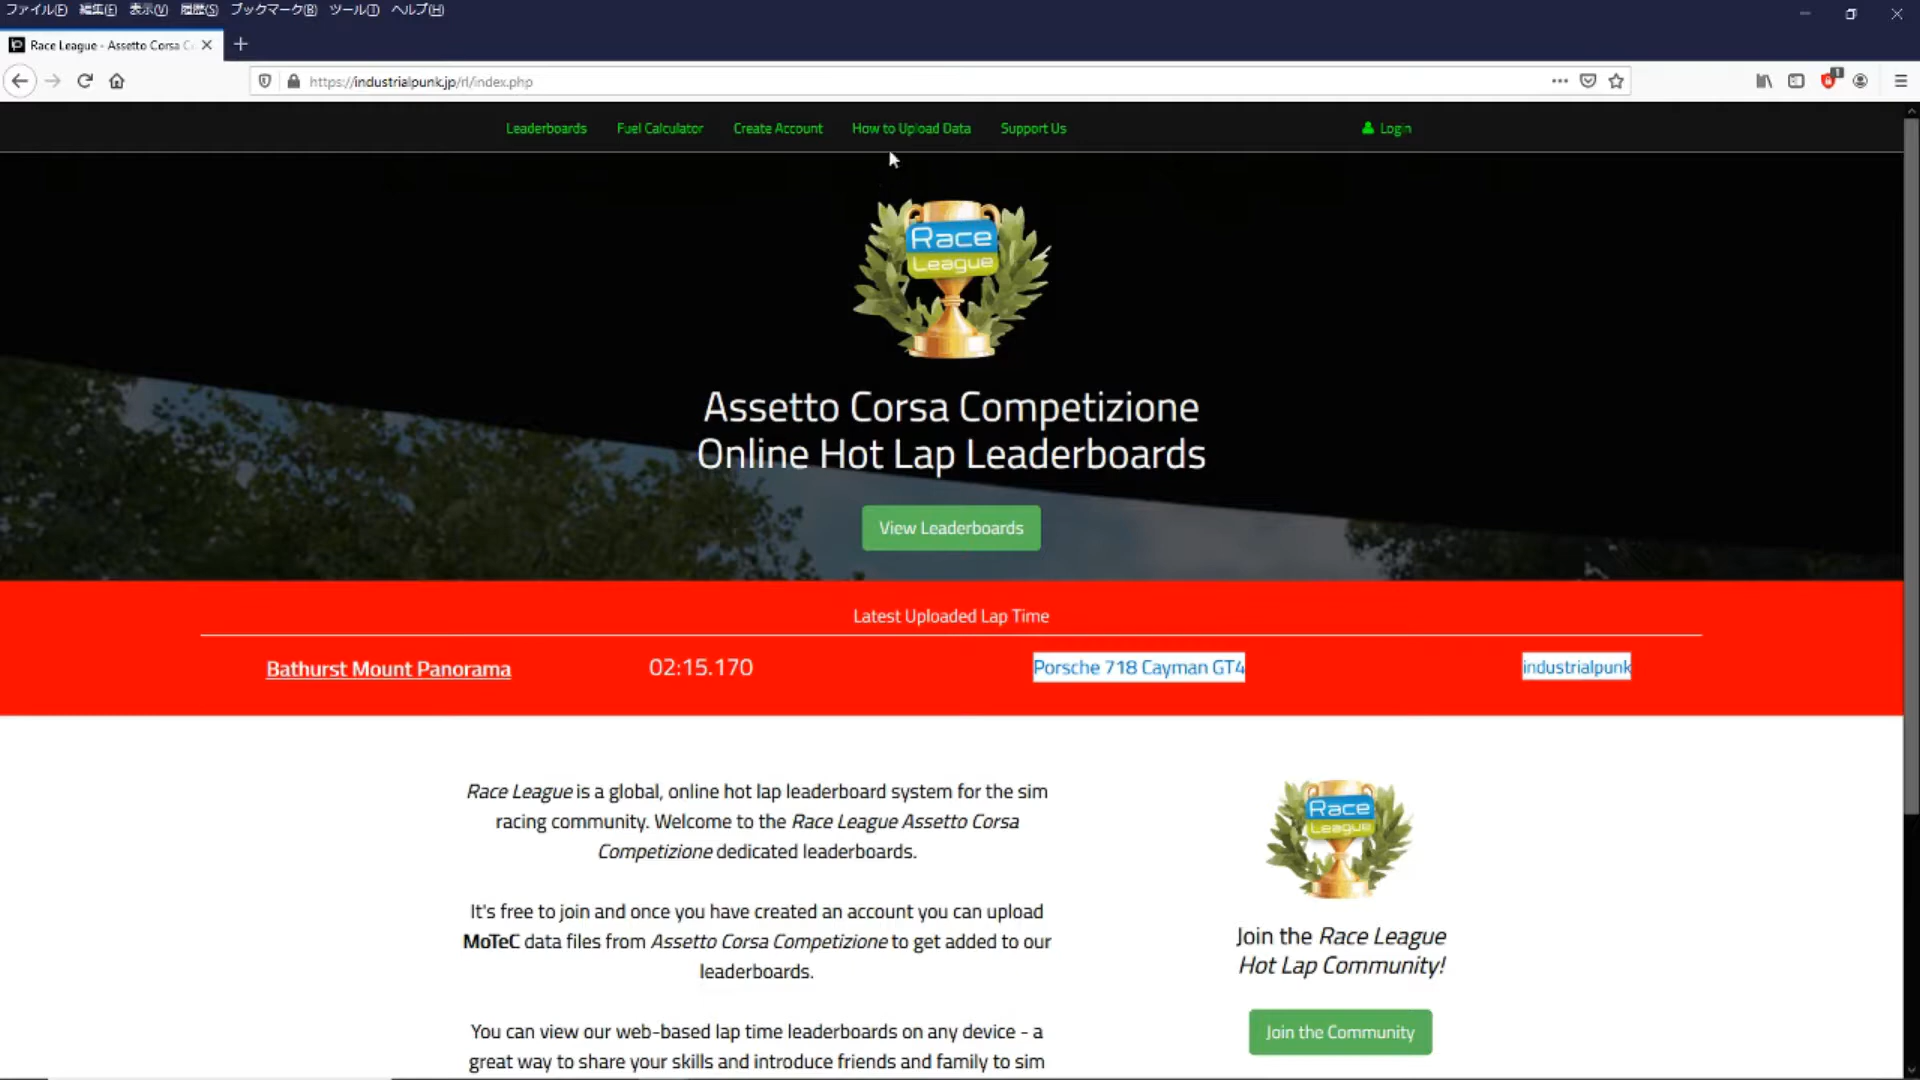 ファイル(F) 編集(E) 表示(V) 履歴(S) ブックマーク(B) ツール(T) ヘルプ(H)
Race League - Assetto Corsa C
https://industrialpunk.jp/rl/index.php
1
Leaderboards Fuel Calculator Create Account How to Upload Data Support Us Login
Race
League
Assetto Corsa Competizione
Online Hot Lap Leaderboards
View Leaderboards
Latest Uploaded Lap Time
Bathurst Mount Panorama 02:15.170 Porsche 718 Cayman GT4 industrialpunk
Race League is a global, online hot lap leaderboard system for the sim
racing community. Welcome to the Race League Assetto Corsa
Competizione dedicated leaderboards.
It's free to join and once you have created an account you can upload
MoTeC data files from Assetto Corsa Competizione to get added to our
leaderboards.
You can view our web-based lap time leaderboards on any device - a
great way to share your skills and introduce friends and family to sim
Race
League
Join the Race League
Hot Lap Community!
Join the Community